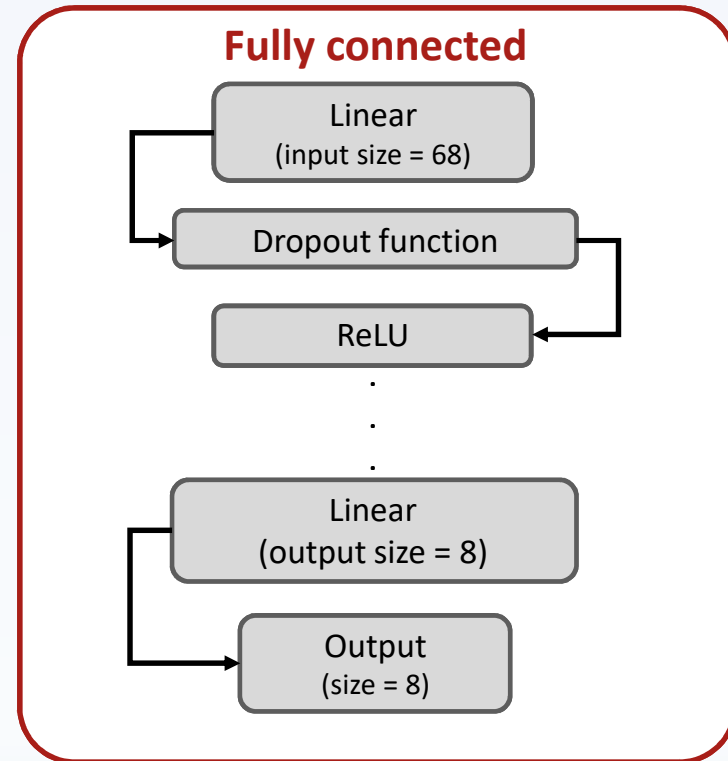 Fully connected
Linear
(input size = 68)
Dropout function
ReLU
.
.
.
Linear
(output size = 8)
Output
(size = 8)